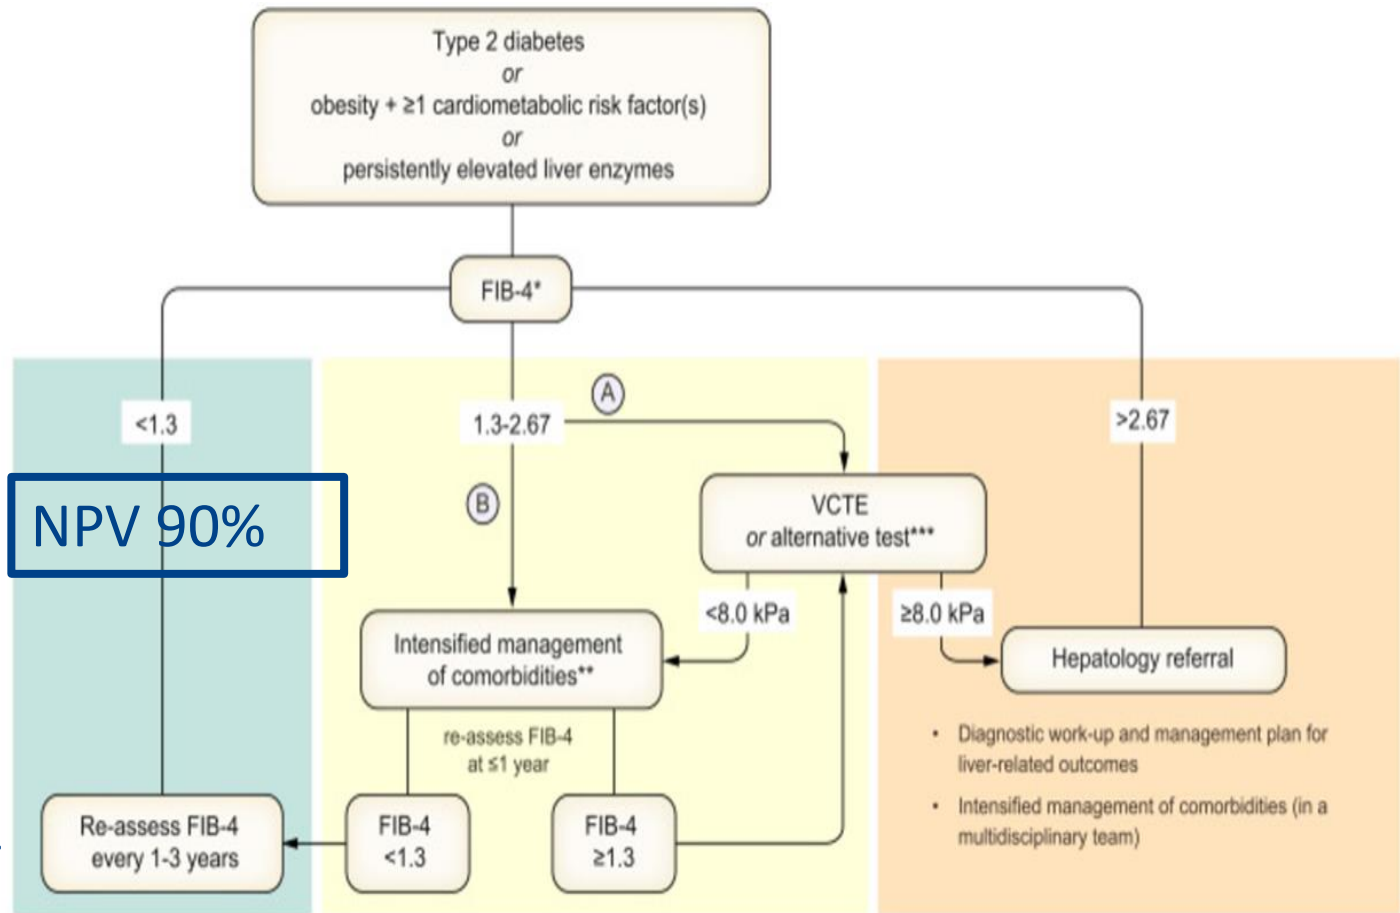 Type 2 diabetes
or
obesity + ≥1 cardiometabolic risk factor(s)
or
persistently elevated liver enzymes
FIB-4*
<1.3
1.3-2.67
A
>2.67
NPV 90%
B
VCTE
or alternative test***
<8.0 kPa
≥8.0 kPa
Intensified management
of comorbidities**
Hepatology referral
re-assess FIB-4
at ≤1 year
• Diagnostic work-up and management plan for
liver-related outcomes
• Intensified management of comorbidities (in a
multidisciplinary team)
Re-assess FIB-4
every 1-3 years
FIB-4
<1.3
FIB-4
≥1.3